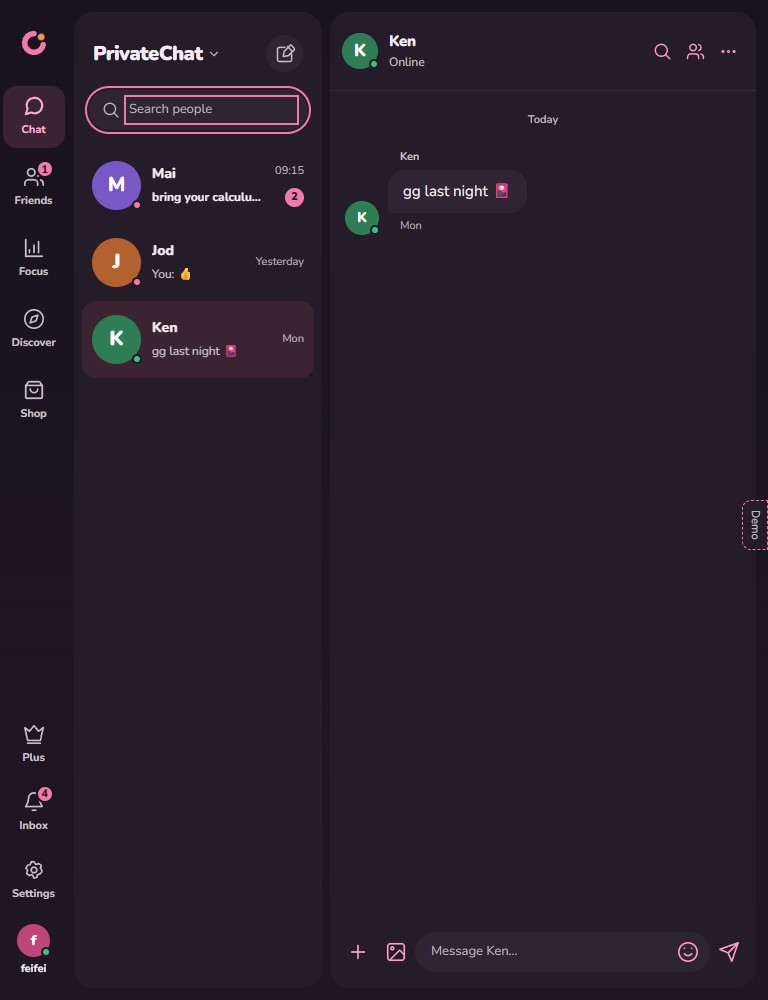 Chat
1
Friends
Focus
Discover
Shop
Plus
4
Inbox
Settings
f
feifei
PrivateChat
Search people
M
Mai
09:15
bring your calculu...
2
J
Jod
Yesterday
You: 👍
K
Ken
Mon
gg last night 🎴
K
Ken
Online
Today
Ken
gg last night 🎴
K
Mon
Demo
Message Ken...